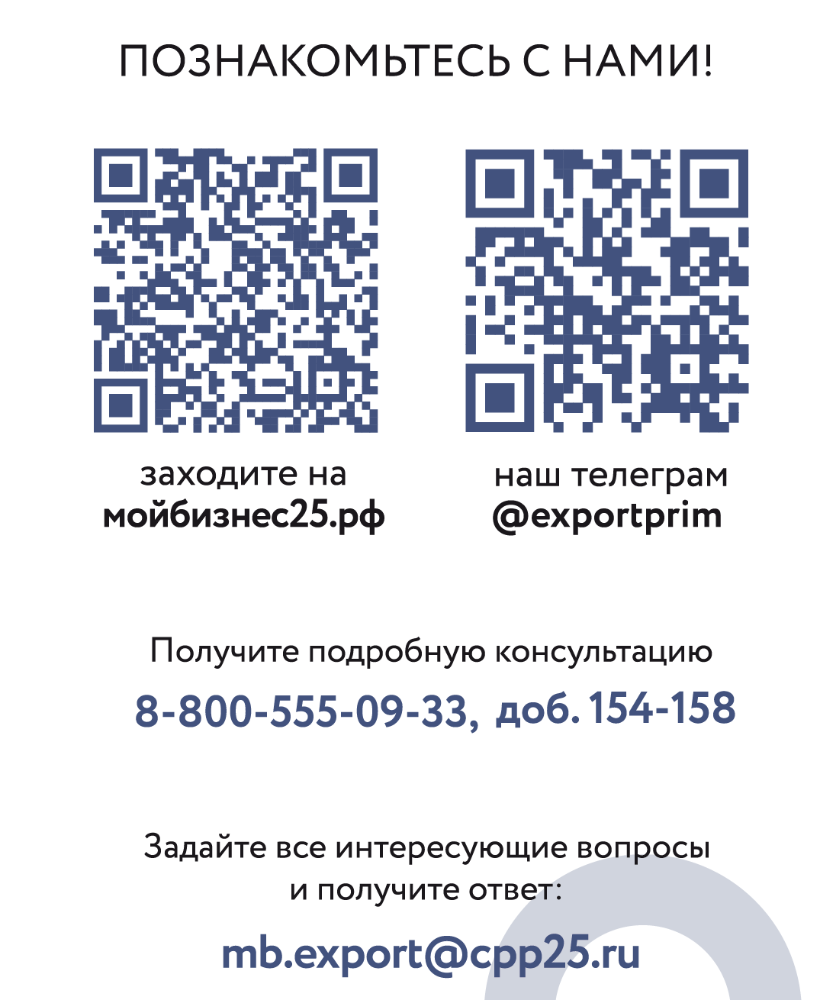 ПОЗНАКОМЬТЕСЬ С НАМИ!
заходите на
мойбизнес25.рф
наш телеграм
@exportprim
Получите подробную консультацию
8-800-555-09-33, доб. 154-158
Задайте все интересующие вопросы
и получите ответ:
mb.export@cpp25.ru